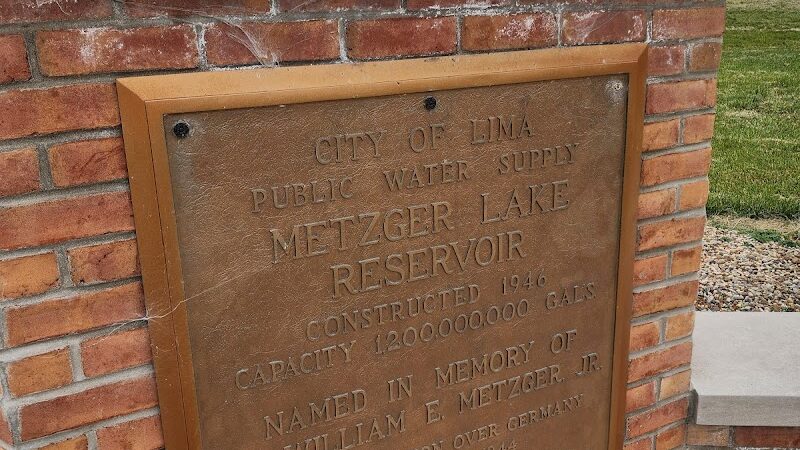 CITY OF LIMA
PUBLIC WATER SUPPLY
METZGER LAKE
RESERVOIR
CONSTRUCTED 1946
CAPACITY 1,200,000,000 GALS.
NAMED IN MEMORY OF
WILLIAM E. METZGER, JR.
OVER GERMANY